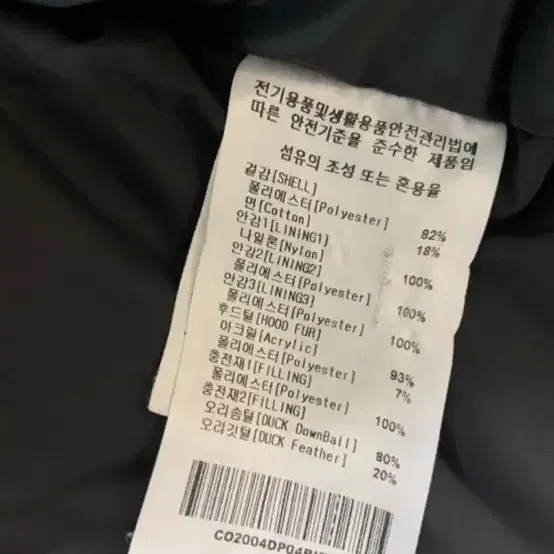 전기용품및생활용품안전관리법에
따른 안전기준을 준수한 제품임
섬유의 조성 또는 혼용율
겉감[SHELL]
폴리에스터[Polyester] 82%
면[Cotton] 18%
안감1[LINING1]
나일론[Nylon] 100%
안감2[LINING2]
폴리에스터[Polyester] 100%
안감3[LINING3]
폴리에스터[Polyester] 100%
후드털[HOOD FUR]
아크릴[Acrylic] 93%
폴리에스터[Polyester] 7%
충전재1[FILLING]
폴리에스터[Polyester] 100%
충전재2[FILLING]
오리솜털[DUCK DownBall] 80%
오리깃털[DUCK Feather] 20%